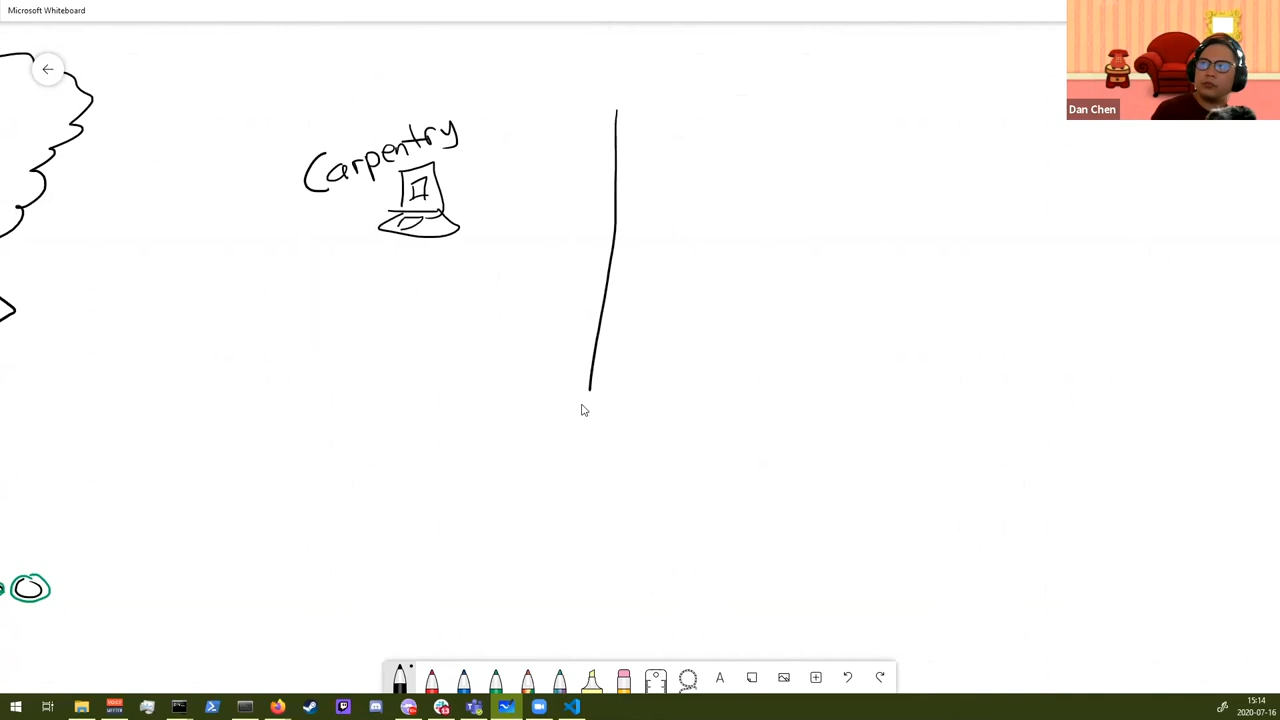 Microsoft Whiteboard
Dan Chen
Carpentry
A
15:14
2020-07-16